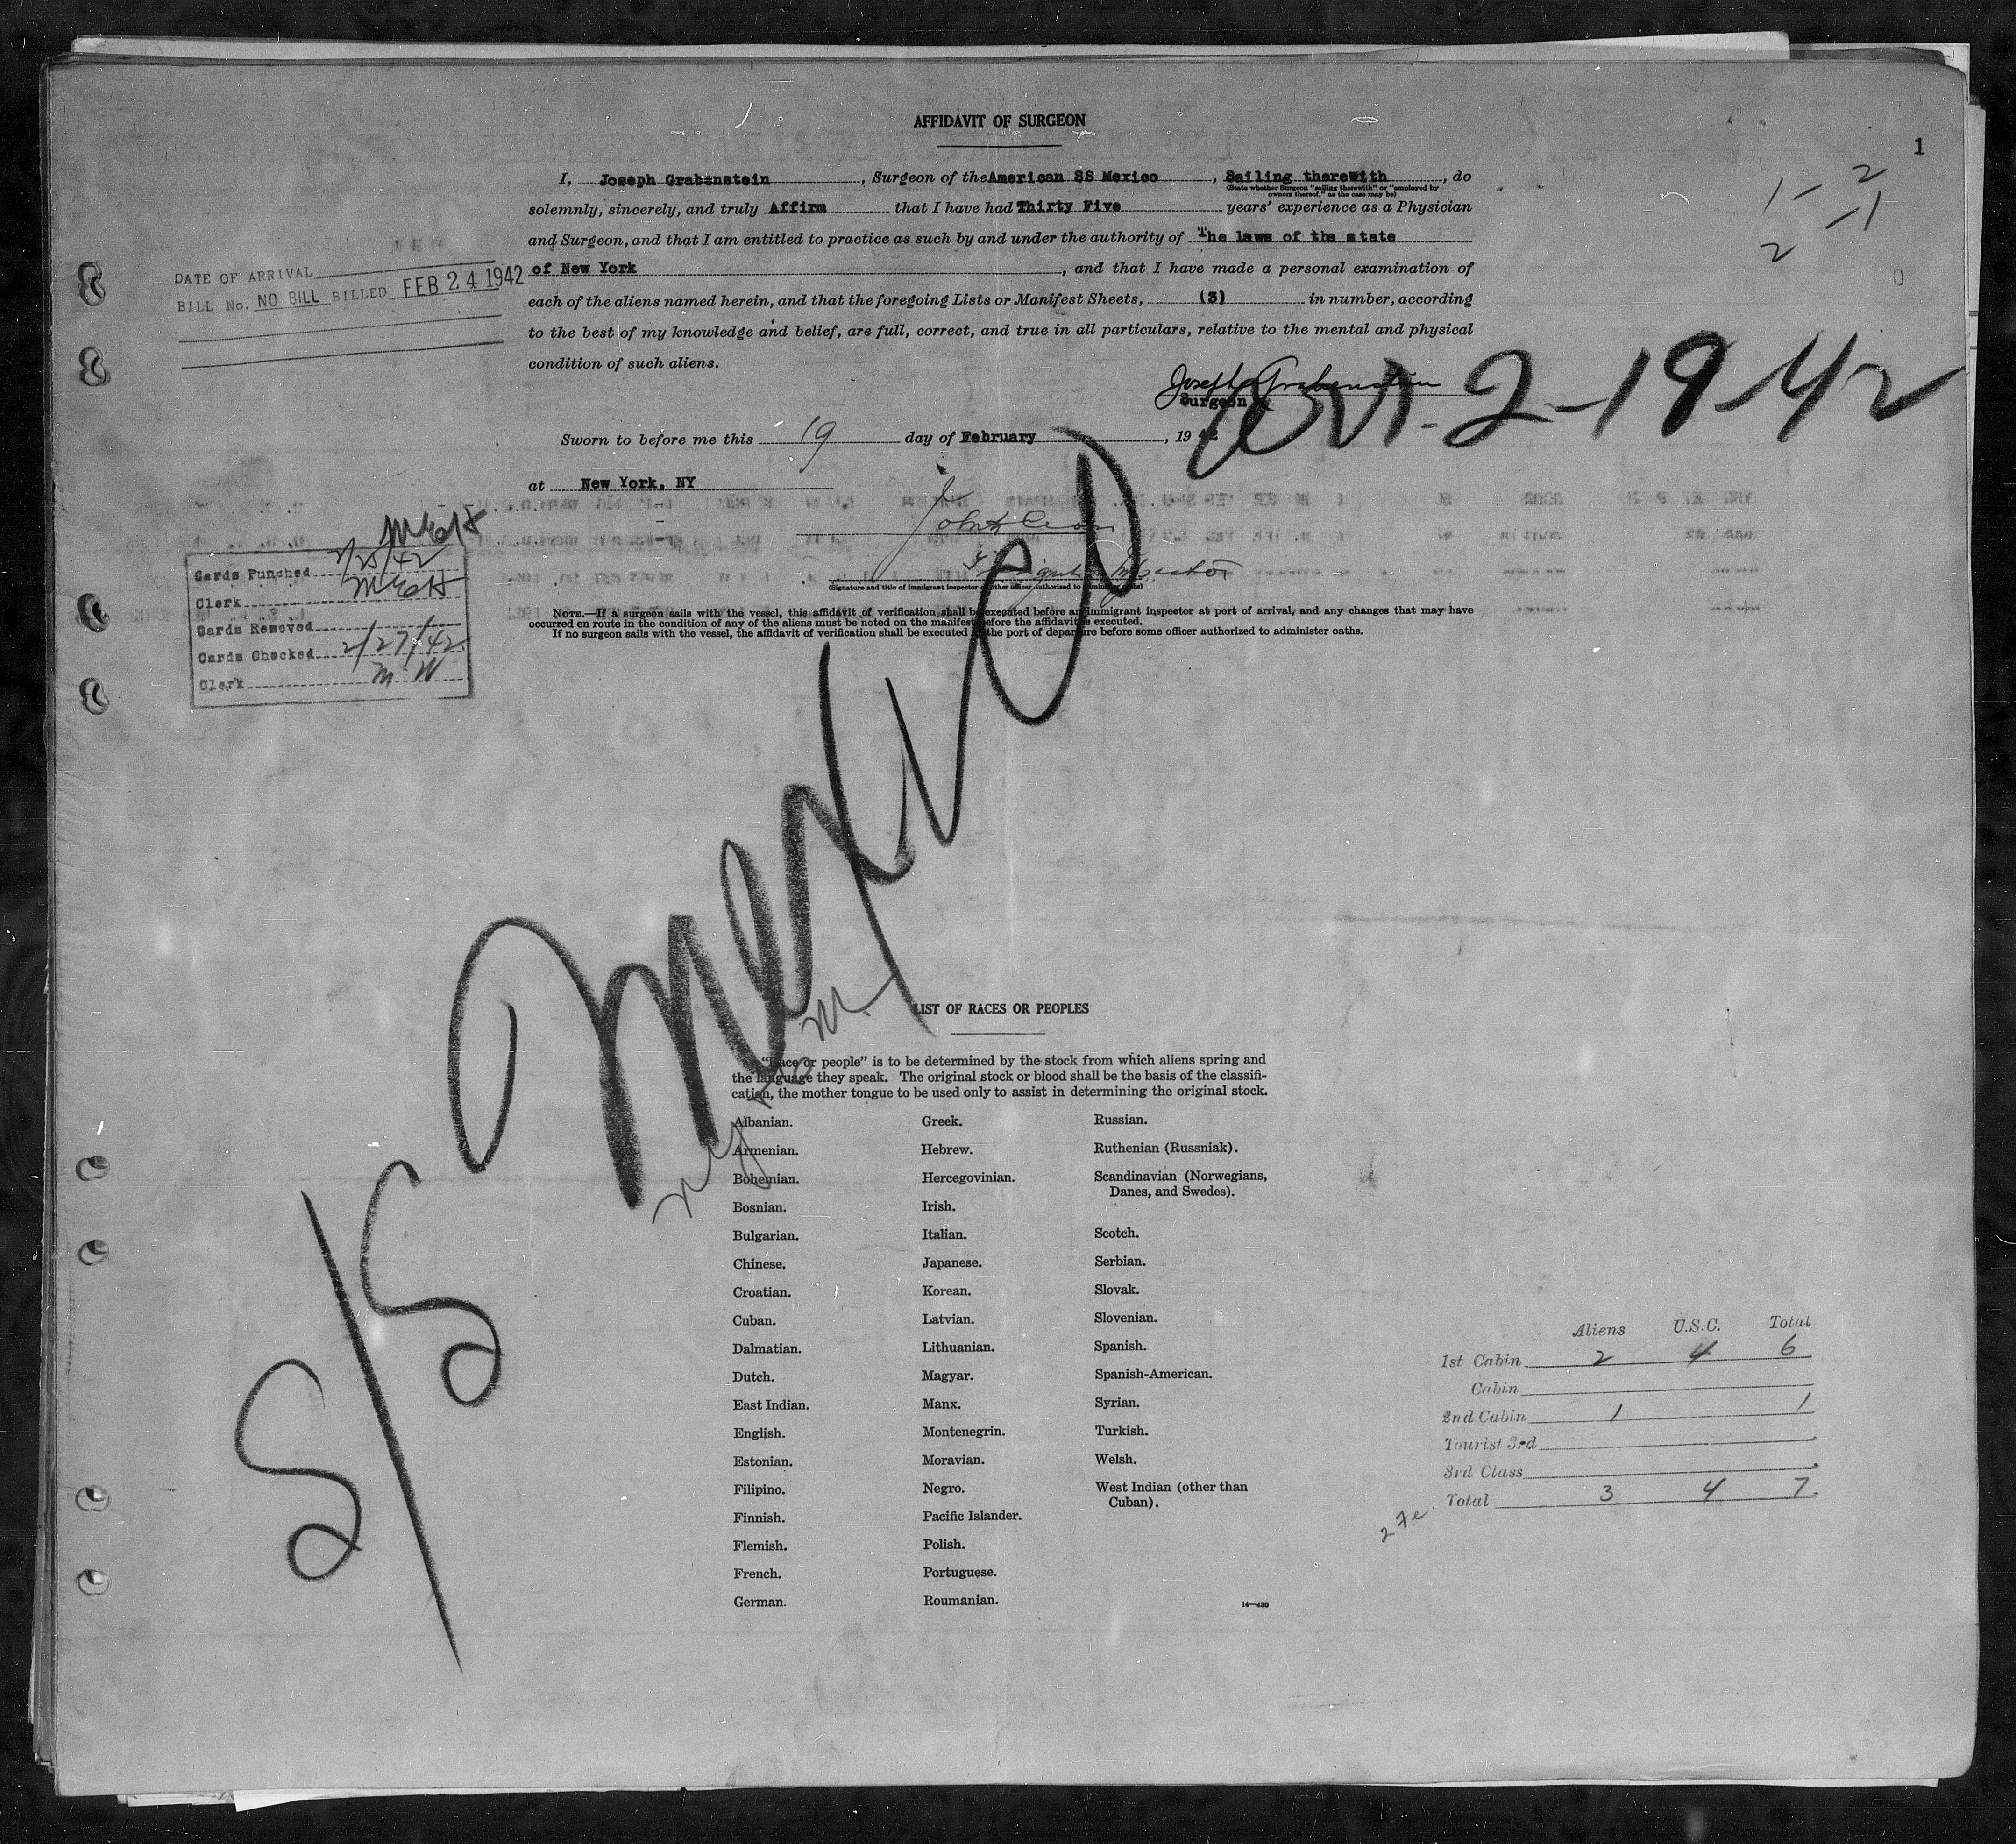 AFFIDAVIT OF SURGEON
1
I, Joseph Grabenstein, Surgeon of the American SS Mexico, Sailing therewith, do
(State whether Surgeon "sailing therewith" or "employed by
owners thereof," as the case may be)
solemnly, sincerely, and truly Affirm that I have had Thirty Five years' experience as a Physician
and Surgeon, and that I am entitled to practice as such by and under the authority of The laws of the state
of New York, and that I have made a personal examination of
each of the aliens named herein, and that the foregoing Lists or Manifest Sheets, (3) in number, according
to the best of my knowledge and belief, are full, correct, and true in all particulars, relative to the mental and physical
condition of such aliens.
1 - 2
2 - 1
0
DATE OF ARRIVAL
BILL No. NO BILL BILLED FEB 24 1942
Joseph Grabenstein
Surgeon
Arr. 2-19-42
Sworn to before me this 19 day of February, 1942
at New York, NY
Inspector
(Signature and title of immigrant inspector or other officer authorized to administer oaths)
Cards Punched 2/25/42
Clerk
Cards Removed
Cards Checked 2/27/42
Clerk M W
NOTE.—If a surgeon sails with the vessel, this affidavit of verification shall be executed before an immigrant inspector at port of arrival, and any changes that may have
occurred en route in the condition of any of the aliens must be noted on the manifest before the affidavit is executed.
If no surgeon sails with the vessel, the affidavit of verification shall be executed at the port of departure before some officer authorized to administer oaths.
S/S Mexico
LIST OF RACES OR PEOPLES
"Race or people" is to be determined by the stock from which aliens spring and
the language they speak. The original stock or blood shall be the basis of the classifi-
cation, the mother tongue to be used only to assist in determining the original stock.
Albanian.
Armenian.
Bohemian.
Bosnian.
Bulgarian.
Chinese.
Croatian.
Cuban.
Dalmatian.
Dutch.
East Indian.
English.
Estonian.
Filipino.
Finnish.
Flemish.
French.
German.
Greek.
Hebrew.
Hercegovinian.
Irish.
Italian.
Japanese.
Korean.
Latvian.
Lithuanian.
Magyar.
Manx.
Montenegrin.
Moravian.
Negro.
Pacific Islander.
Polish.
Portuguese.
Roumanian.
Russian.
Ruthenian (Russniak).
Scandinavian (Norwegians,
Danes, and Swedes).
Scotch.
Serbian.
Slovak.
Slovenian.
Spanish.
Spanish-American.
Syrian.
Turkish.
Welsh.
West Indian (other than
Cuban).
14—430
Aliens U.S.C. Total
1st Cabin 2 4 6
Cabin
2nd Cabin 1 1
Tourist 3rd
3rd Class
Total 3 4 7